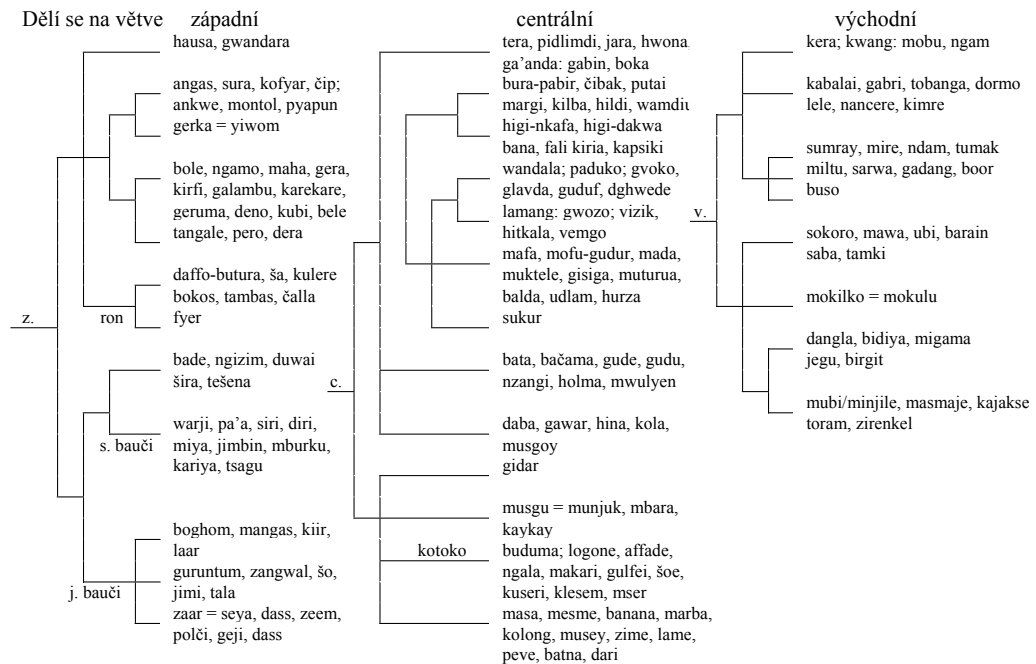 Dělí se na větve
západní
hausa, gwandara
angas, sura, kofyar, čip;
ankwe, montol, pyapun
gerka = yiwom
bole, ngamo, maha, gera,
kirfi, galambu, karekare,
geruma, deno, kubi, bele
tangale, pero, dera
daffo-butura, ša, kulere
bokos, tambas, čalla
fyer
ron
z.
bade, ngizim, duwai
šira, tešena
warji, pa’a, siri, diri,
miya, jimbin, mburku,
kariya, tsagu
s. bauči
boghom, mangas, kiir,
laar
guruntum, zangwal, šo,
jimi, tala
zaar = seya, dass, zeem,
polči, geji, dass
j. bauči
centrální
tera, pidlimdi, jara, hwona,
ga’anda: gabin, boka
bura-pabir, čibak, putai
margi, kilba, hildi, wamdiu
higi-nkafa, higi-dakwa
bana, fali kiria, kapsiki
wandala; paduko; gvoko,
glavda, guduf, dghwede
lamang: gwozo; vizik,
hitkala, vemgo
mafa, mofu-gudur, mada,
muktele, gisiga, muturua,
balda, udlam, hurza
sukur
bata, bačama, gude, gudu,
nzangi, holma, mwulyen
c.
daba, gawar, hina, kola,
musgoy
gidar
musgu = munjuk, mbara,
kaykay
kotoko
buduma; logone, affade,
ngala, makari, gulfei, šoe,
kuseri, klesem, mser
masa, mesme, banana, marba,
kolong, musey, zime, lame,
peve, batna, dari
východní
kera; kwang: mobu, ngam
kabalai, gabri, tobanga, dormo
lele, nancere, kimre
sumray, mire, ndam, tumak
miltu, sarwa, gadang, boor
buso
v.
sokoro, mawa, ubi, barain
saba, tamki
mokilko = mokulu
dangla, bidiya, migama
jegu, birgit
mubi/minjile, masmaje, kajakse
toram, zirenkel